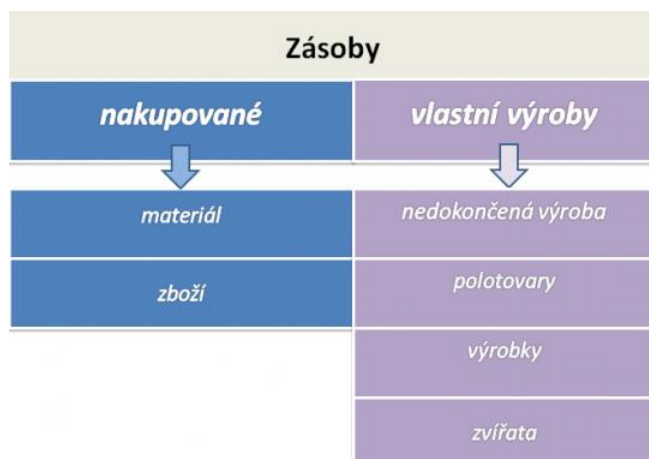 Zásoby
nakupované
vlastní výroby
materiál
nedokončená výroba
zboží
polotovary
výrobky
zvířata